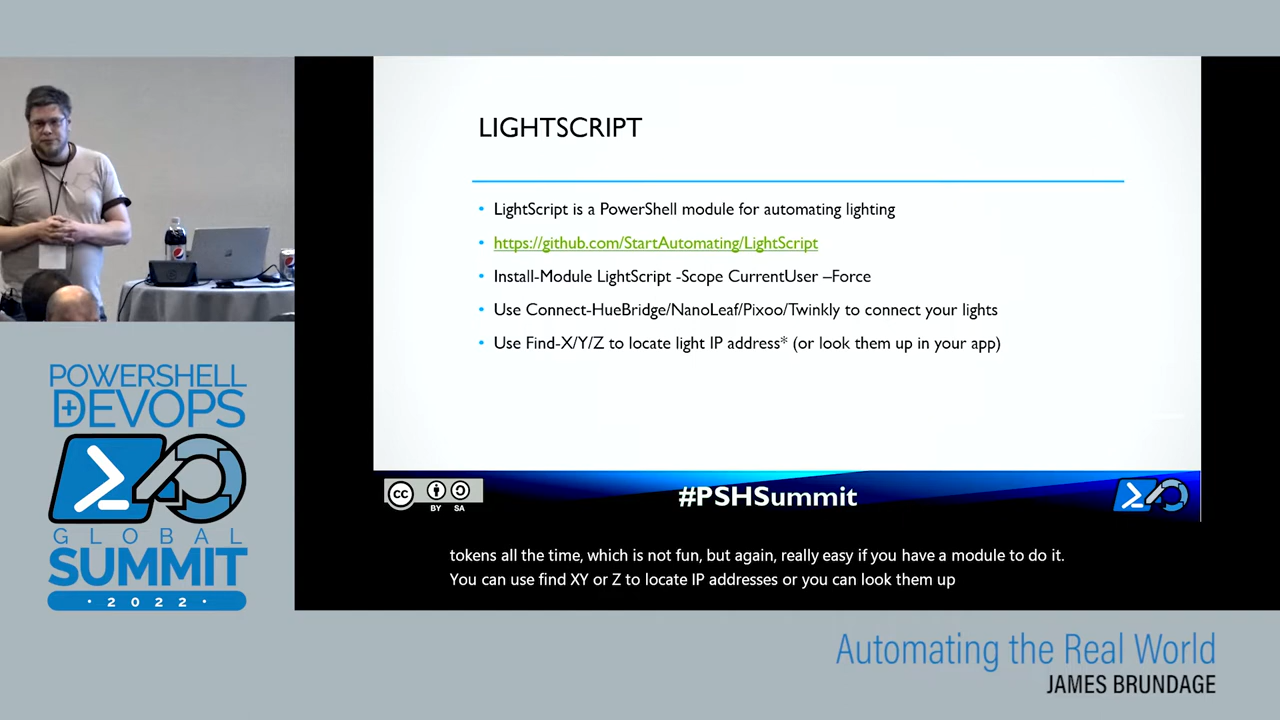 LIGHTSCRIPT
• LightScript is a PowerShell module for automating lighting
• https://github.com/StartAutomating/LightScript
• Install-Module LightScript -Scope CurrentUser –Force
• Use Connect-HueBridge/NanoLeaf/Pixoo/Twinkly to connect your lights
• Use Find-X/Y/Z to locate light IP address* (or look them up in your app)
cc
BY SA
#PSHSummit
tokens all the time, which is not fun, but again, really easy if you have a module to do it.
You can use find XY or Z to locate IP addresses or you can look them up
POWERSHELL
+DEVOPS
GLOBAL
SUMMIT
· 2022 ·
Automating the Real World
JAMES BRUNDAGE